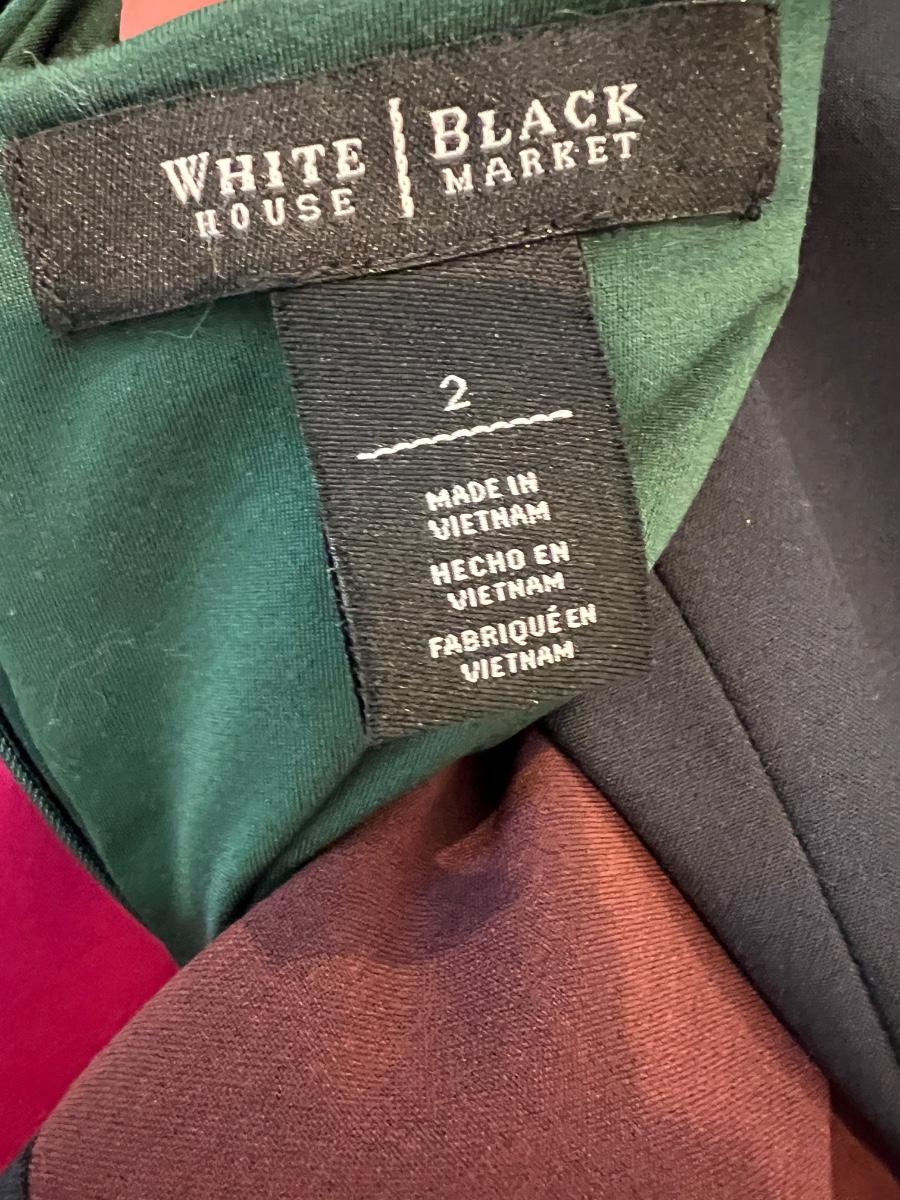 WHITE HOUSE | BLACK MARKET
2
MADE IN
VIETNAM
HECHO EN
VIETNAM
FABRIQUÉ EN
VIETNAM